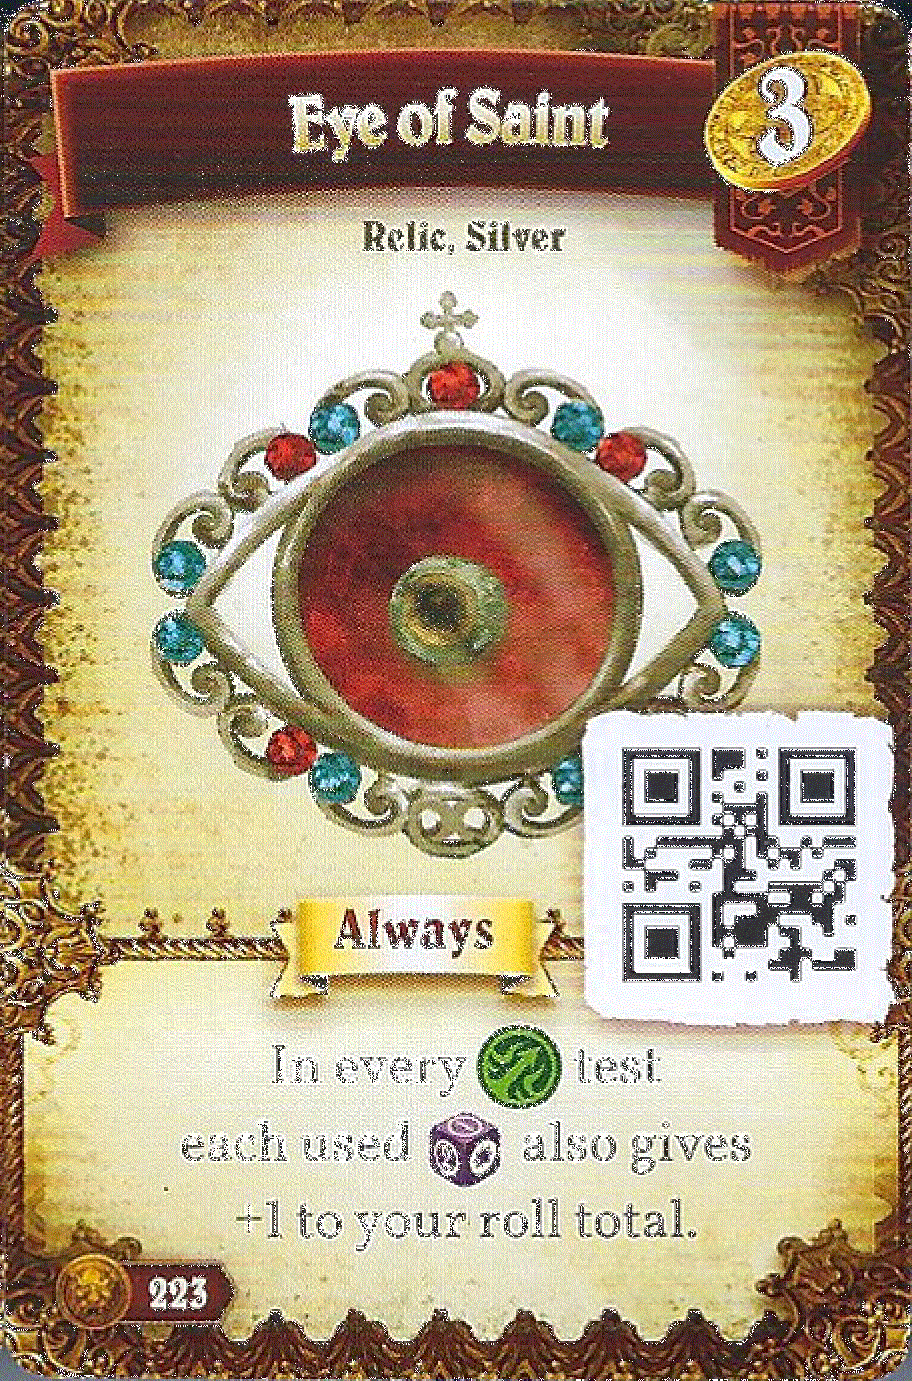 Eye of Saint
3
Relic, Silver
Always
In every test
each used also gives
+1 to your roll total.
223